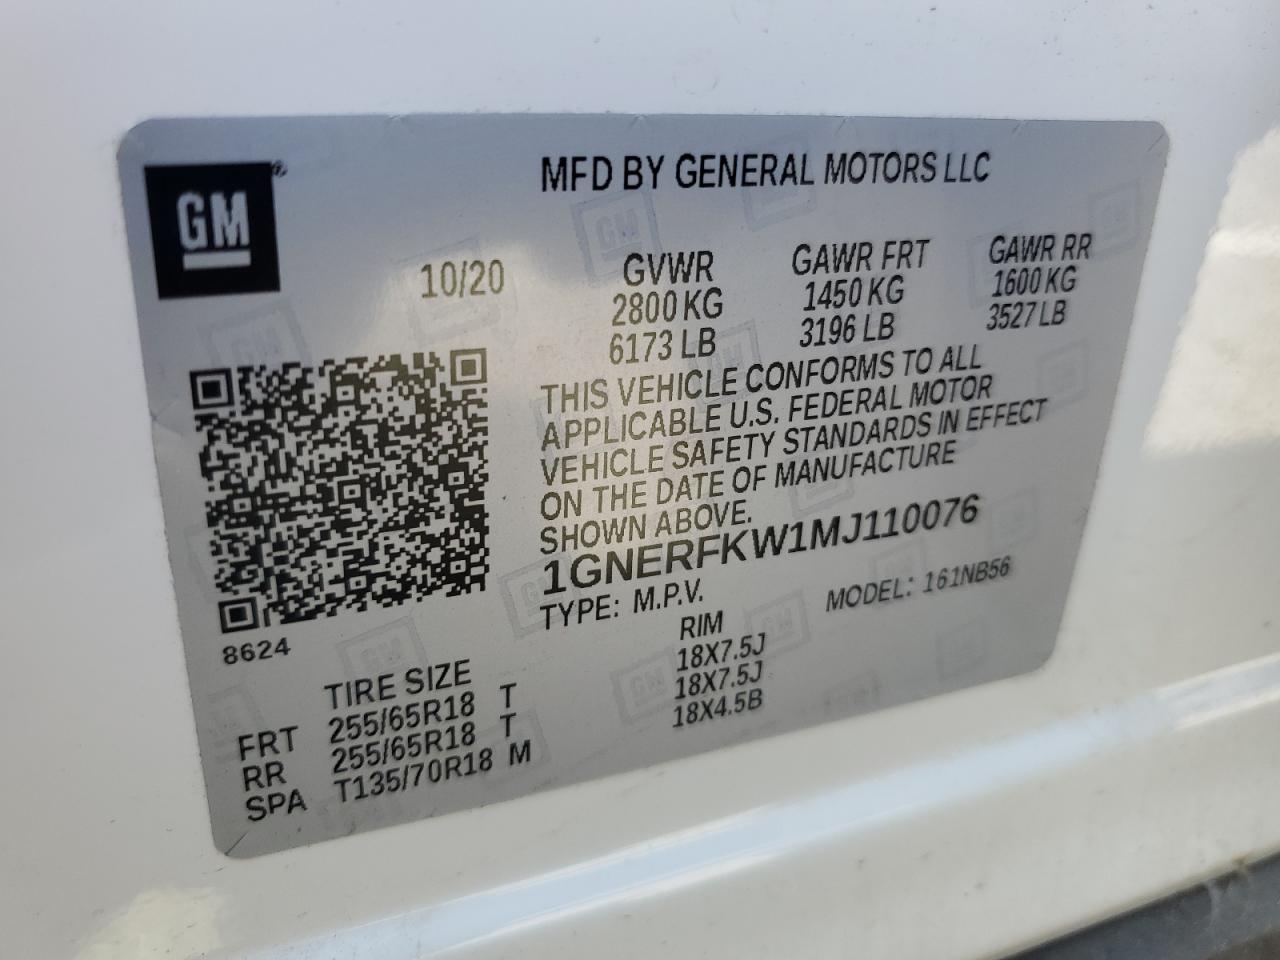 GM®
MFD BY GENERAL MOTORS LLC
10/20
GVWR GAWR FRT GAWR RR
2800 KG 1450 KG 1600 KG
6173 LB 3196 LB 3527 LB
THIS VEHICLE CONFORMS TO ALL
APPLICABLE U.S. FEDERAL MOTOR
VEHICLE SAFETY STANDARDS IN EFFECT
ON THE DATE OF MANUFACTURE
SHOWN ABOVE.
1GNERFKW1MJ110076
TYPE: M.P.V. MODEL: 161NB56
8624
TIRE SIZE RIM
FRT 255/65R18 T 18X7.5J
RR 255/65R18 T 18X7.5J
SPA T135/70R18 M 18X4.5B